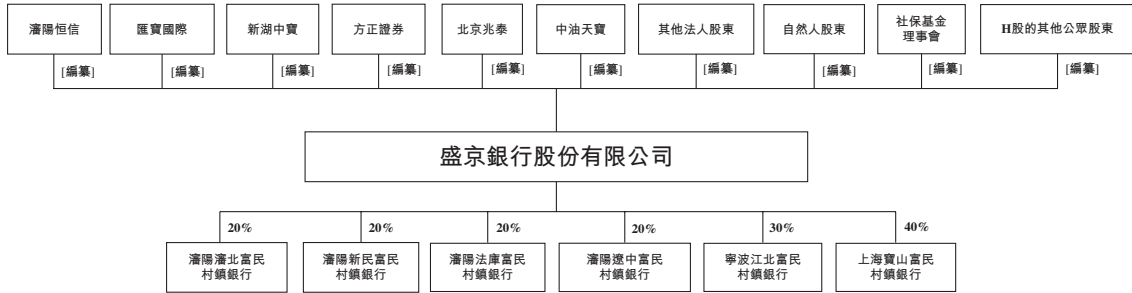 瀋陽恒信
匯寶國際
新湖中寶
方正證券
北京兆泰
中油天寶
其他法人股東
自然人股東
社保基金
理事會
H股的其他公眾股東
[編纂]
[編纂]
[編纂]
[編纂]
[編纂]
[編纂]
[編纂]
[編纂]
[編纂]
[編纂]
盛京銀行股份有限公司
20%
20%
20%
20%
30%
40%
瀋陽瀋北富民
村鎮銀行
瀋陽新民富民
村鎮銀行
瀋陽法庫富民
村鎮銀行
瀋陽遼中富民
村鎮銀行
寧波江北富民
村鎮銀行
上海寶山富民
村鎮銀行